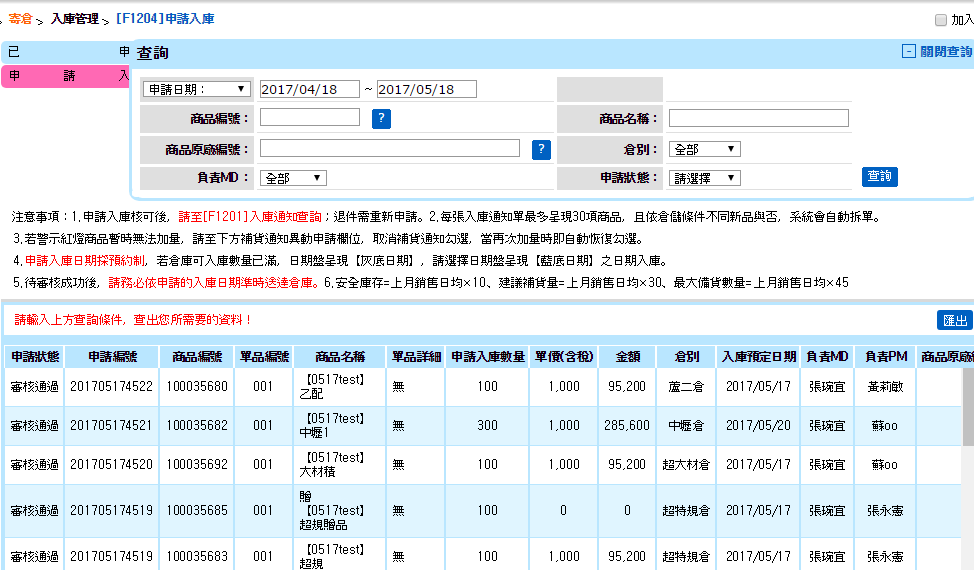 寄倉 > 入庫管理 > [F1204]申請入庫
加入
已 申
申 請 入
查詢
- 關閉查詢
申請日期： ▼ 2017/04/18 ~ 2017/05/18
商品編號： ? 商品名稱：
商品原廠編號： ? 倉別： 全部 ▼
負責MD： 全部 ▼ 申請狀態： 請選擇 ▼ 查詢
注意事項：1.申請入庫核可後，請至[F1201]入庫通知查詢；退件需重新申請。2.每張入庫通知單最多呈現30項商品，且依倉儲條件不同新品與否，系統會自動拆單。
3.若警示紅燈商品暫時無法加量，請至下方補貨通知異動申請欄位，取消補貨通知勾選，當再次加量時即自動恢復勾選。
4.申請入庫日期採預約制，若倉庫可入庫數量已滿，日期盤呈現【灰底日期】，請選擇日期盤呈現【藍底日期】之日期入庫。
5.待審核成功後，請務必依申請的入庫日期準時送達倉庫。6.安全庫存=上月銷售日均×10、建議補貨量=上月銷售日均×30、最大備貨數量=上月銷售日均×45
請輸入上方查詢條件，查出您所需要的資料！
匯出
申請狀態 申請編號 商品編號 單品編號 商品名稱 單品詳細 申請入庫數量 單價(含稅) 金額 倉別 入庫預定日期 負責MD 負責PM 商品原廠
審核通過 201705174522 100035680 001 【0517test】乙配 無 100 1,000 95,200 蘆二倉 2017/05/17 張琬宜 黃莉敏
審核通過 201705174521 100035682 001 【0517test】中壢1 無 300 1,000 285,600 中壢倉 2017/05/20 張琬宜 蘇oo
審核通過 201705174520 100035692 001 【0517test】大材積 無 100 1,000 95,200 超大材倉 2017/05/17 張琬宜 蘇oo
審核通過 201705174519 100035685 001 贈【0517test】超規贈品 無 100 0 0 超特規倉 2017/05/17 張琬宜 張永憲
審核通過 201705174519 100035683 001 【0517test】超規 無 100 1,000 95,200 超特規倉 2017/05/17 張琬宜 張永憲